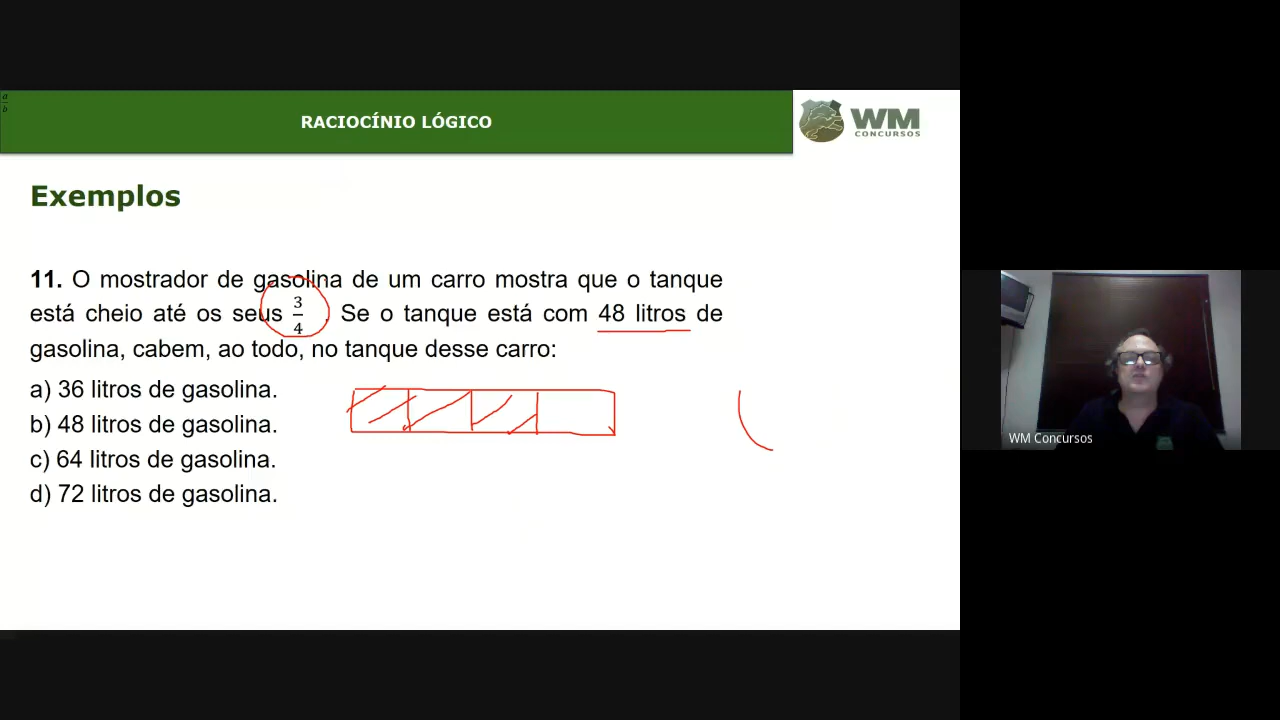 a
b
RACIOCÍNIO LÓGICO
WM
CONCURSOS
Exemplos
11. O mostrador de gasolina de um carro mostra que o tanque
está cheio até os seus 3/4 . Se o tanque está com 48 litros de
gasolina, cabem, ao todo, no tanque desse carro:
a) 36 litros de gasolina.
b) 48 litros de gasolina.
c) 64 litros de gasolina.
d) 72 litros de gasolina.
WM Concursos